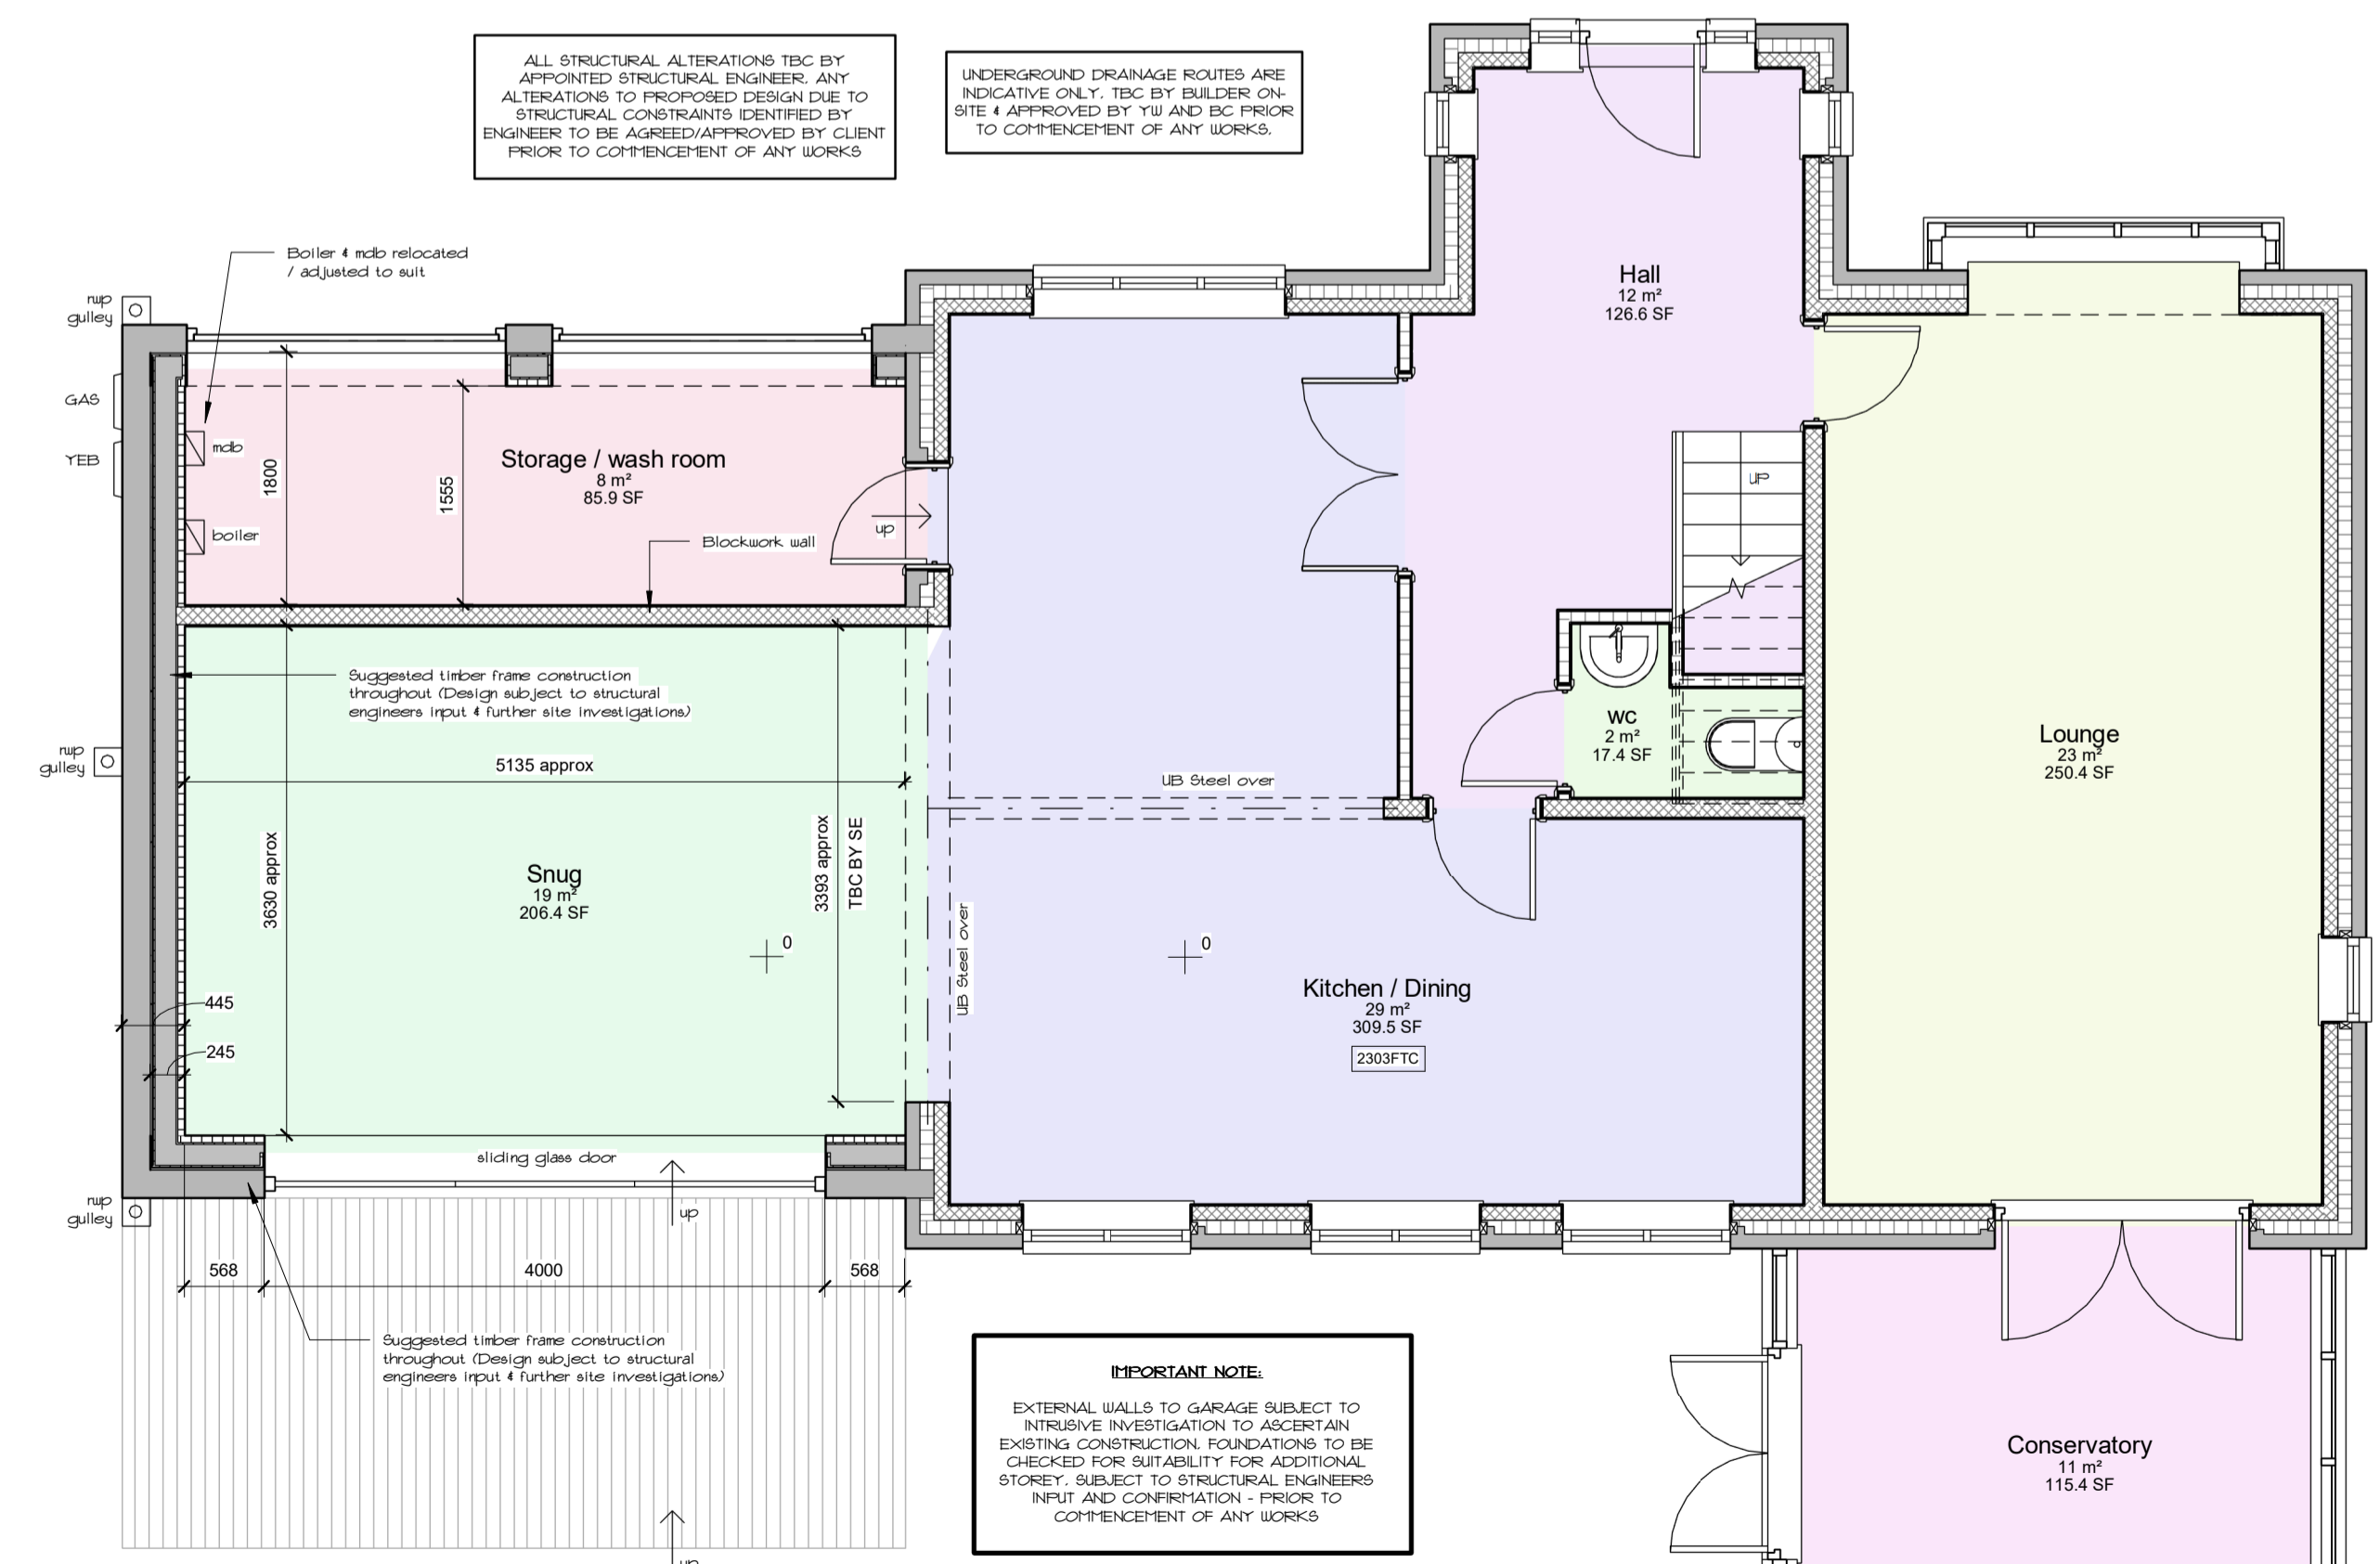 ALL STRUCTURAL ALTERATIONS TBC BY
APPOINTED STRUCTURAL ENGINEER. ANY
ALTERATIONS TO PROPOSED DESIGN DUE TO
STRUCTURAL CONSTRAINTS IDENTIFIED BY
ENGINEER TO BE AGREED/APPROVED BY CLIENT
PRIOR TO COMMENCEMENT OF ANY WORKS
UNDERGROUND DRAINAGE ROUTES ARE
INDICATIVE ONLY. TBC BY BUILDER ON-
SITE & APPROVED BY YW AND BC PRIOR
TO COMMENCEMENT OF ANY WORKS.
Boiler & mdb relocated
/ adjusted to suit
rwp
gulley
GAS
YEB
mdb
boiler
1800
1555
Storage / wash room
8 m²
85.9 SF
up
Blockwork wall
Hall
12 m²
126.6 SF
UP
Suggested timber frame construction
throughout (Design subject to structural
engineers input & further site investigations)
rwp
gulley
5135 approx
3630 approx
3393 approx
TBC BY SE
Snug
19 m²
206.4 SF
0
445
245
UB Steel over
UB Steel over
0
WC
2 m²
17.4 SF
Lounge
23 m²
250.4 SF
Kitchen / Dining
29 m²
309.5 SF
2303FTC
sliding glass door
up
rwp
gulley
568
4000
568
Suggested timber frame construction
throughout (Design subject to structural
engineers input & further site investigations)
up
IMPORTANT NOTE:
EXTERNAL WALLS TO GARAGE SUBJECT TO
INTRUSIVE INVESTIGATION TO ASCERTAIN
EXISTING CONSTRUCTION. FOUNDATIONS TO BE
CHECKED FOR SUITABILITY FOR ADDITIONAL
STOREY. SUBJECT TO STRUCTURAL ENGINEERS
INPUT AND CONFIRMATION - PRIOR TO
COMMENCEMENT OF ANY WORKS
Conservatory
11 m²
115.4 SF